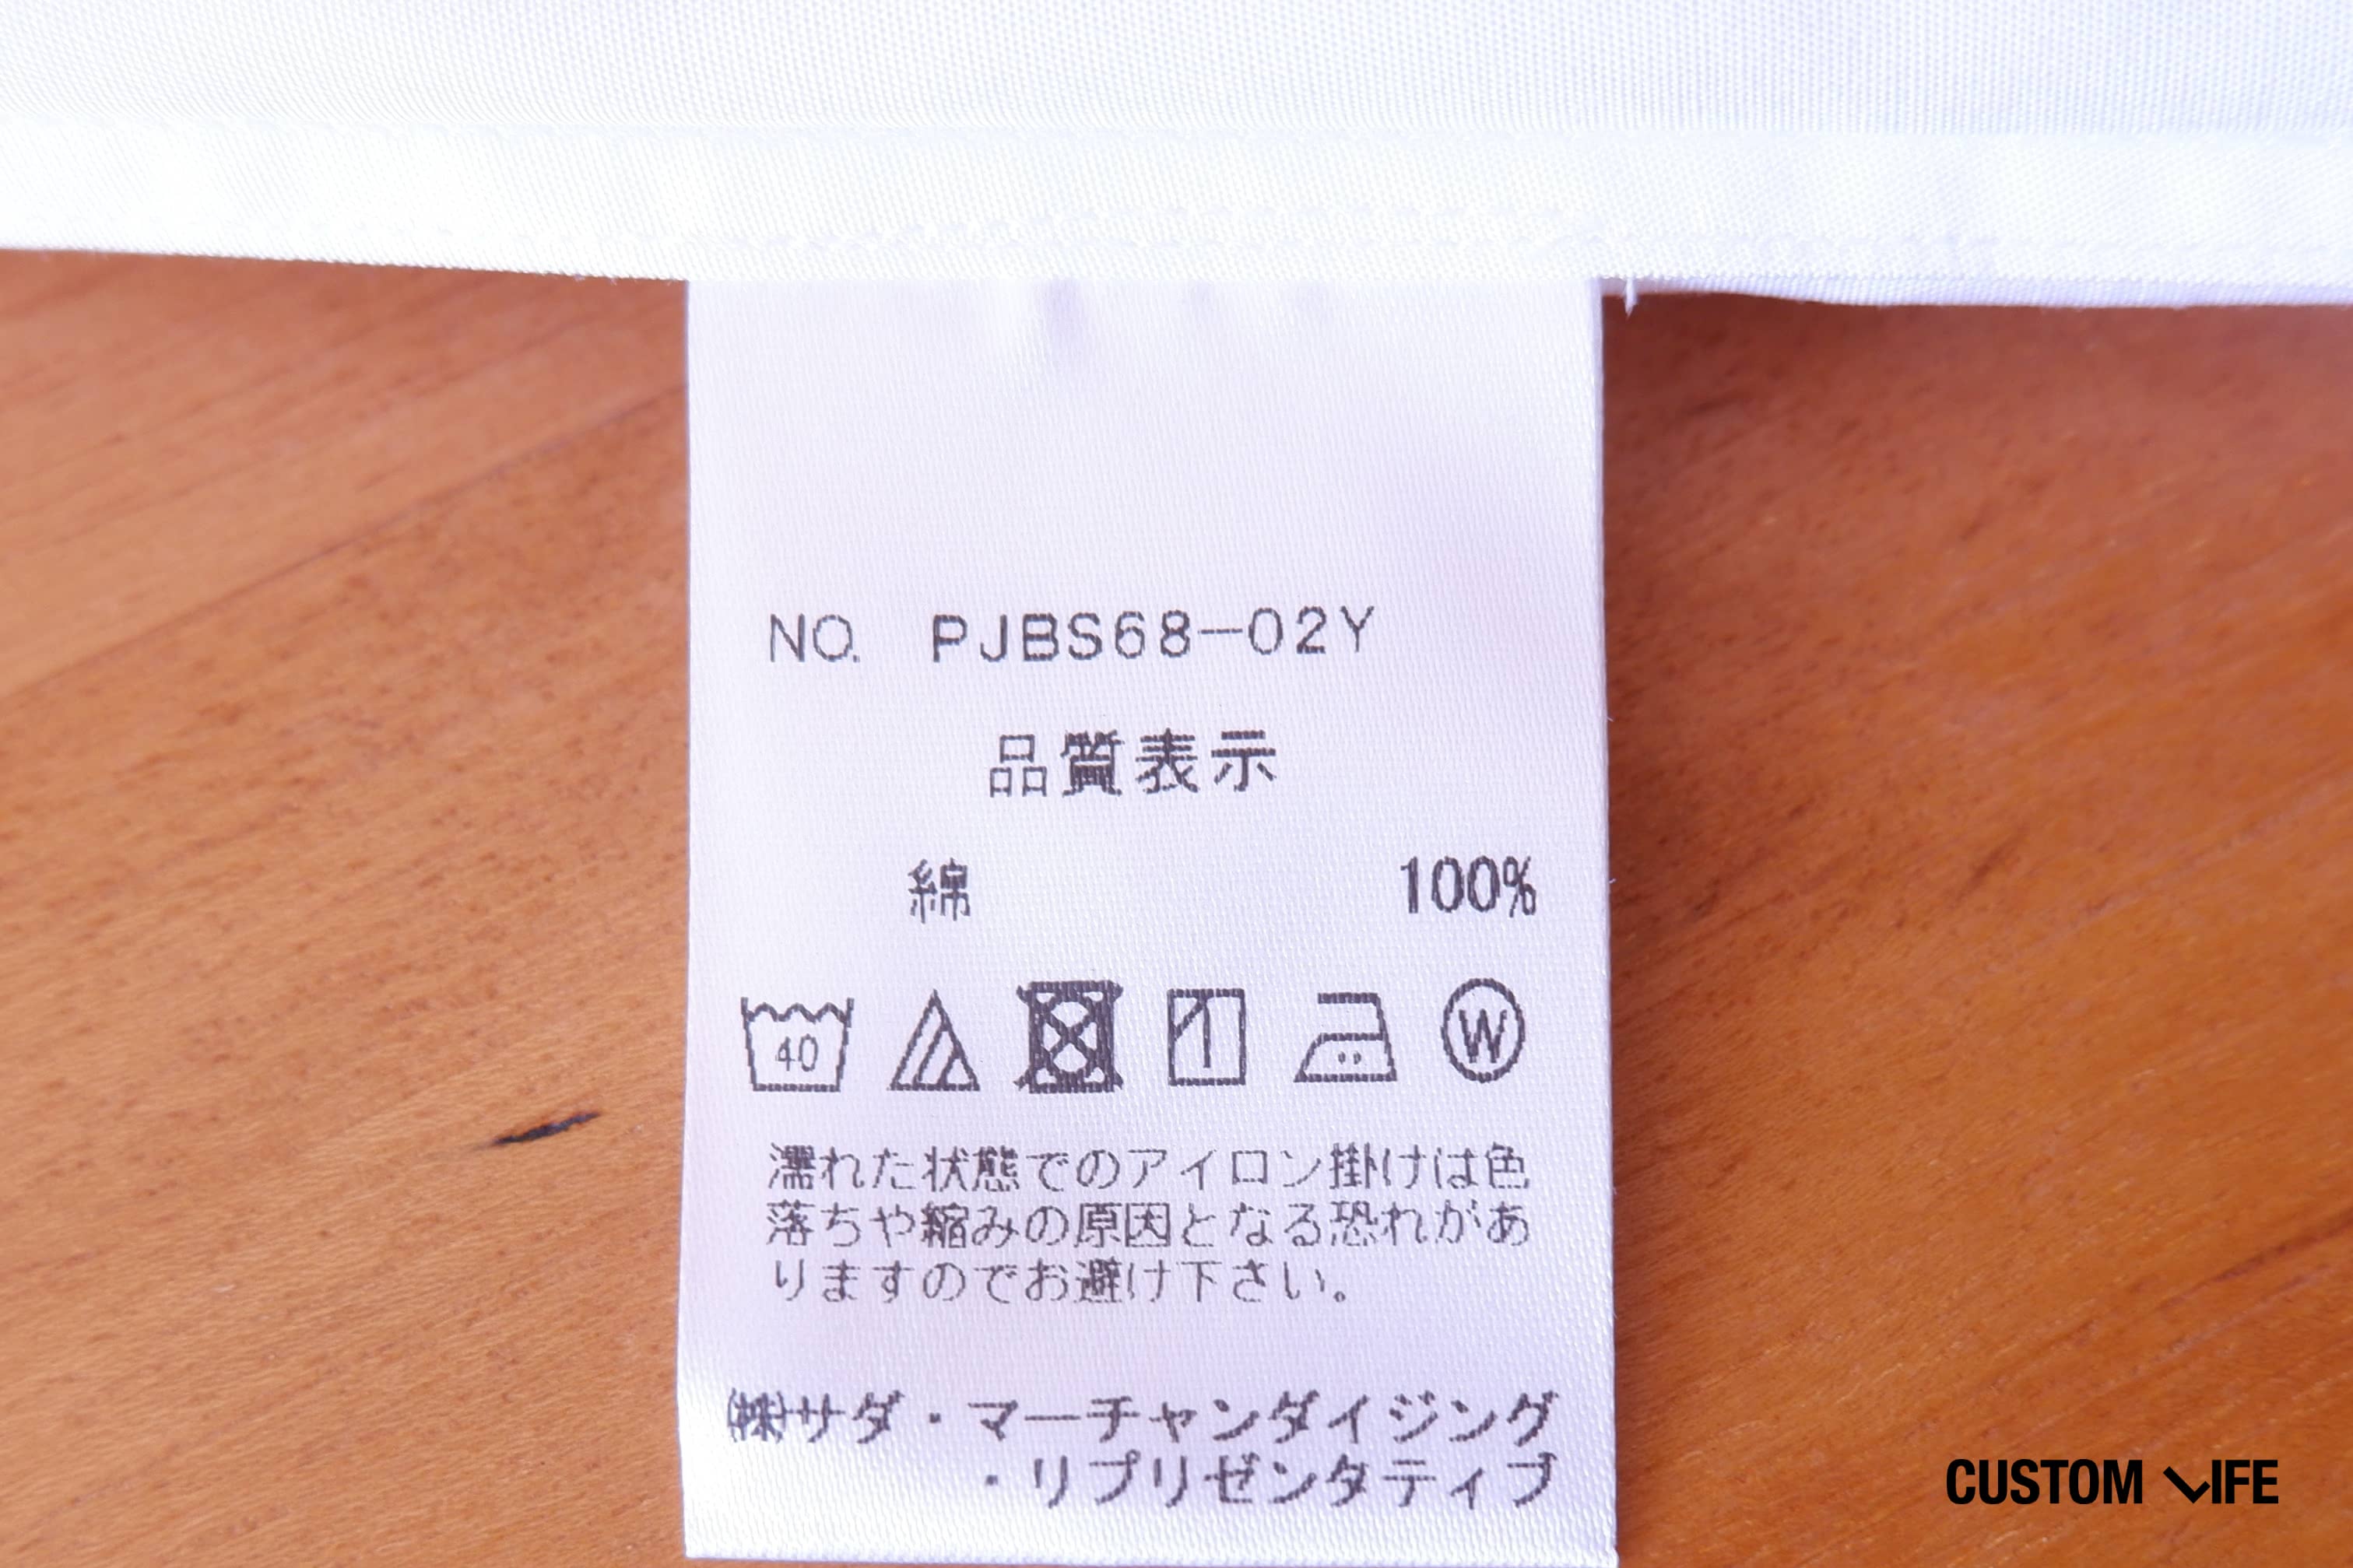 NO. PJBS68-02Y
品質表示
綿 100%
40
W
濡れた状態でのアイロン掛けは色
落ちや縮みの原因となる恐れがあ
りますのでお避け下さい。
㈱サダ・マーチャンダイジング
・リプリゼンタティブ
CUSTOM LIFE